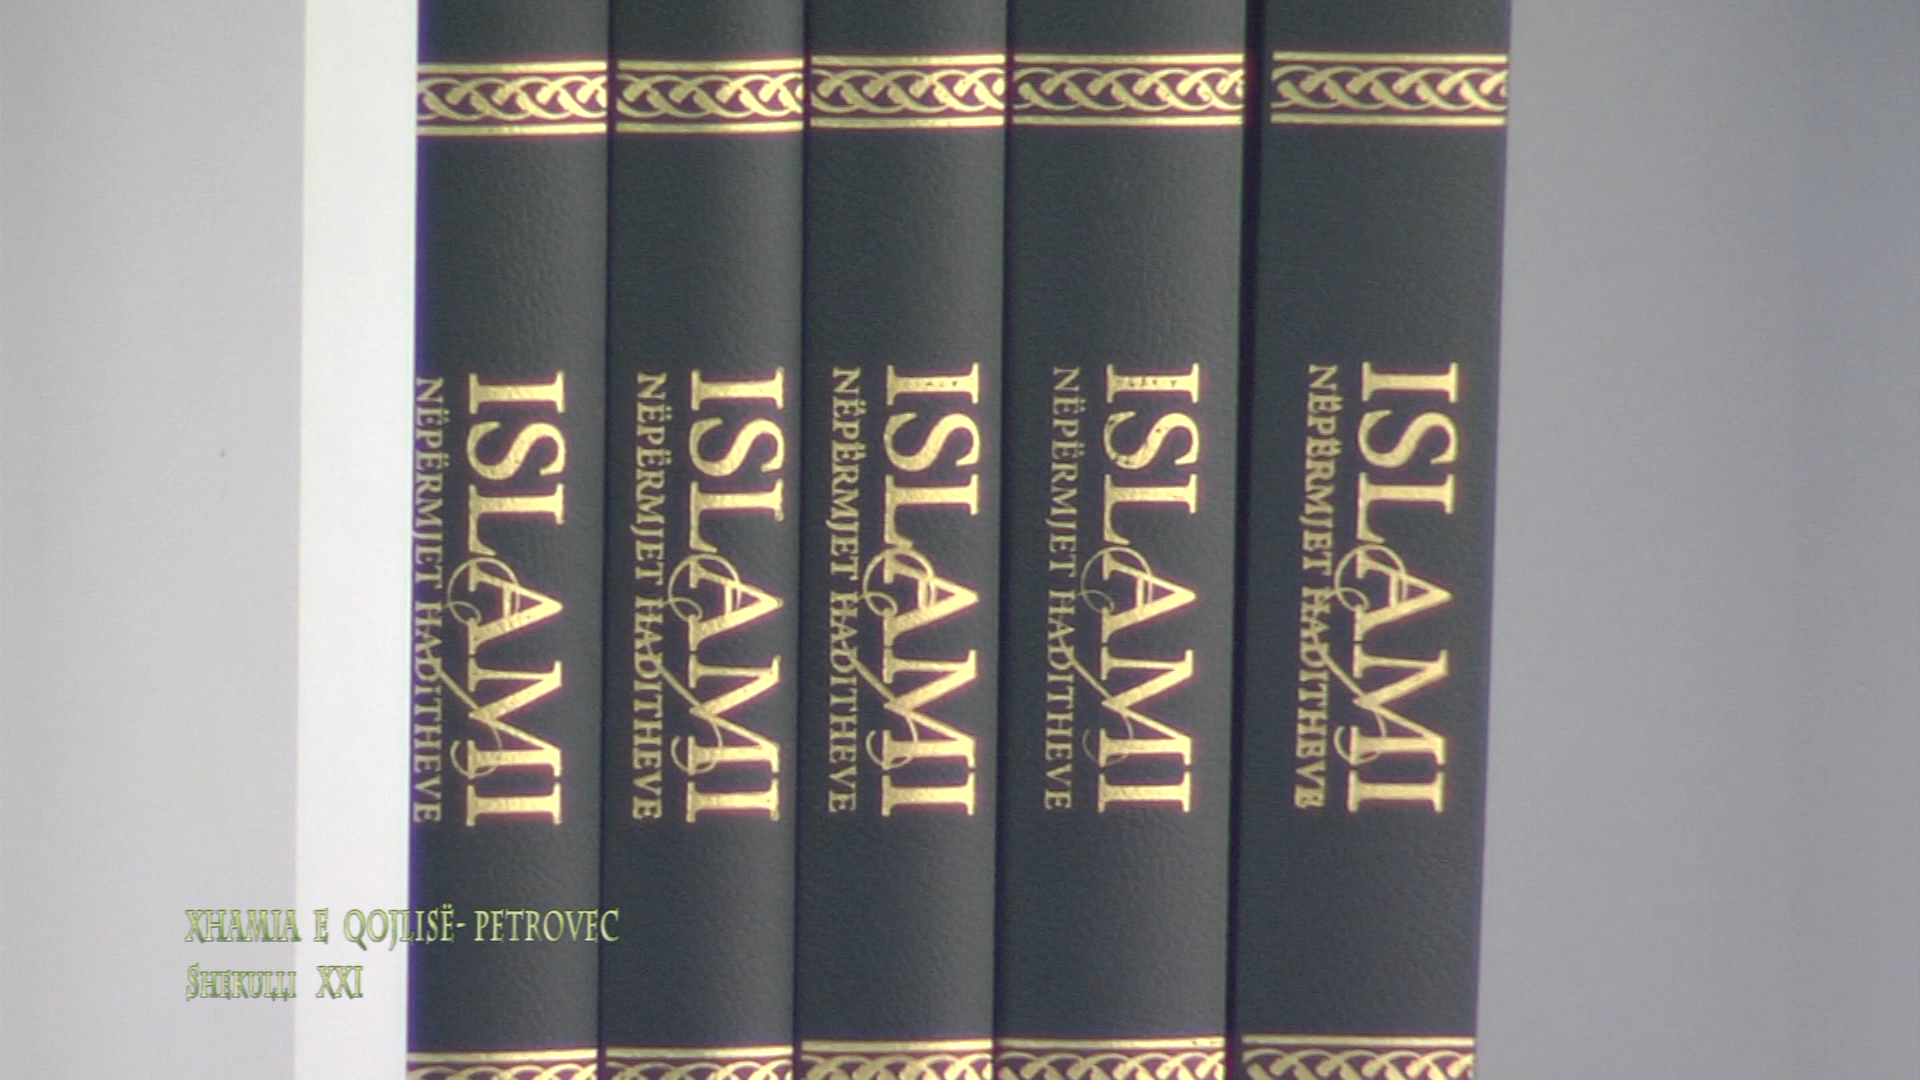 ISLAMI
NËPËRMJET HADITHEVE
ISLAMI
NËPËRMJET HADITHEVE
ISLAMI
NËPËRMJET HADITHEVE
ISLAMI
NËPËRMJET HADITHEVE
ISLAMI
NËPËRMJET HADITHEVE
XHAMIA E QOJLISË- PETROVEC
SHEKULLI XXI